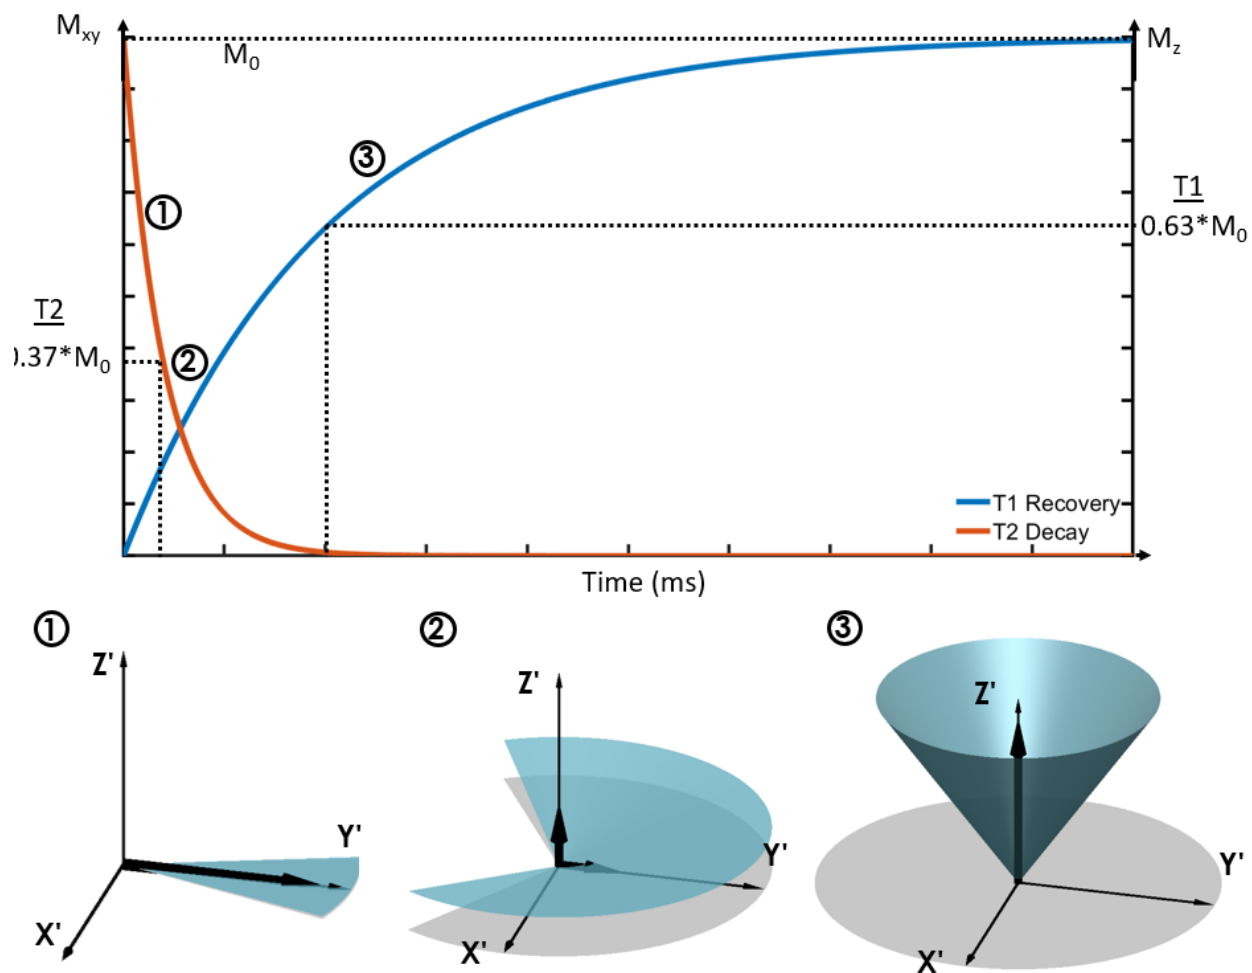 Mxy
M0
Mz
①
③
T1
0.63*M0
T2
②
.37*M0
T1 Recovery
T2 Decay
Time (ms)
①
②
③
Z'
Y'
X'
Z'
Y'
X'
Z'
Y'
X'